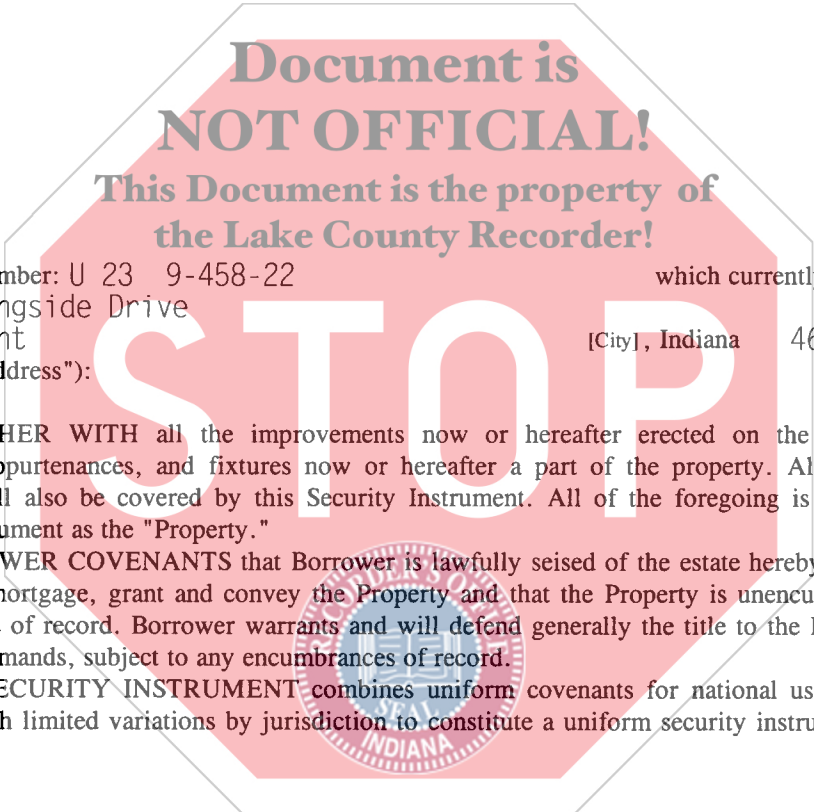 Document is
NOT OFFICIAL!
This Document is the property of
the Lake County Recorder!
mber: U 23 9-458-22 which currently
ngside Drive
nt [City], Indiana 46
ddress"):
STOP
HER WITH all the improvements now or hereafter erected on the
ppurtenances, and fixtures now or hereafter a part of the property. Al
ll also be covered by this Security Instrument. All of the foregoing is
ument as the "Property."
WER COVENANTS that Borrower is lawfully seised of the estate hereby
nortgage, grant and convey the Property and that the Property is unencu
of record. Borrower warrants and will defend generally the title to the
mands, subject to any encumbrances of record.
ECURITY INSTRUMENT combines uniform covenants for national us
h limited variations by jurisdiction to constitute a uniform security instru
RECORDER'S OFFICE
SEAL
INDIANA